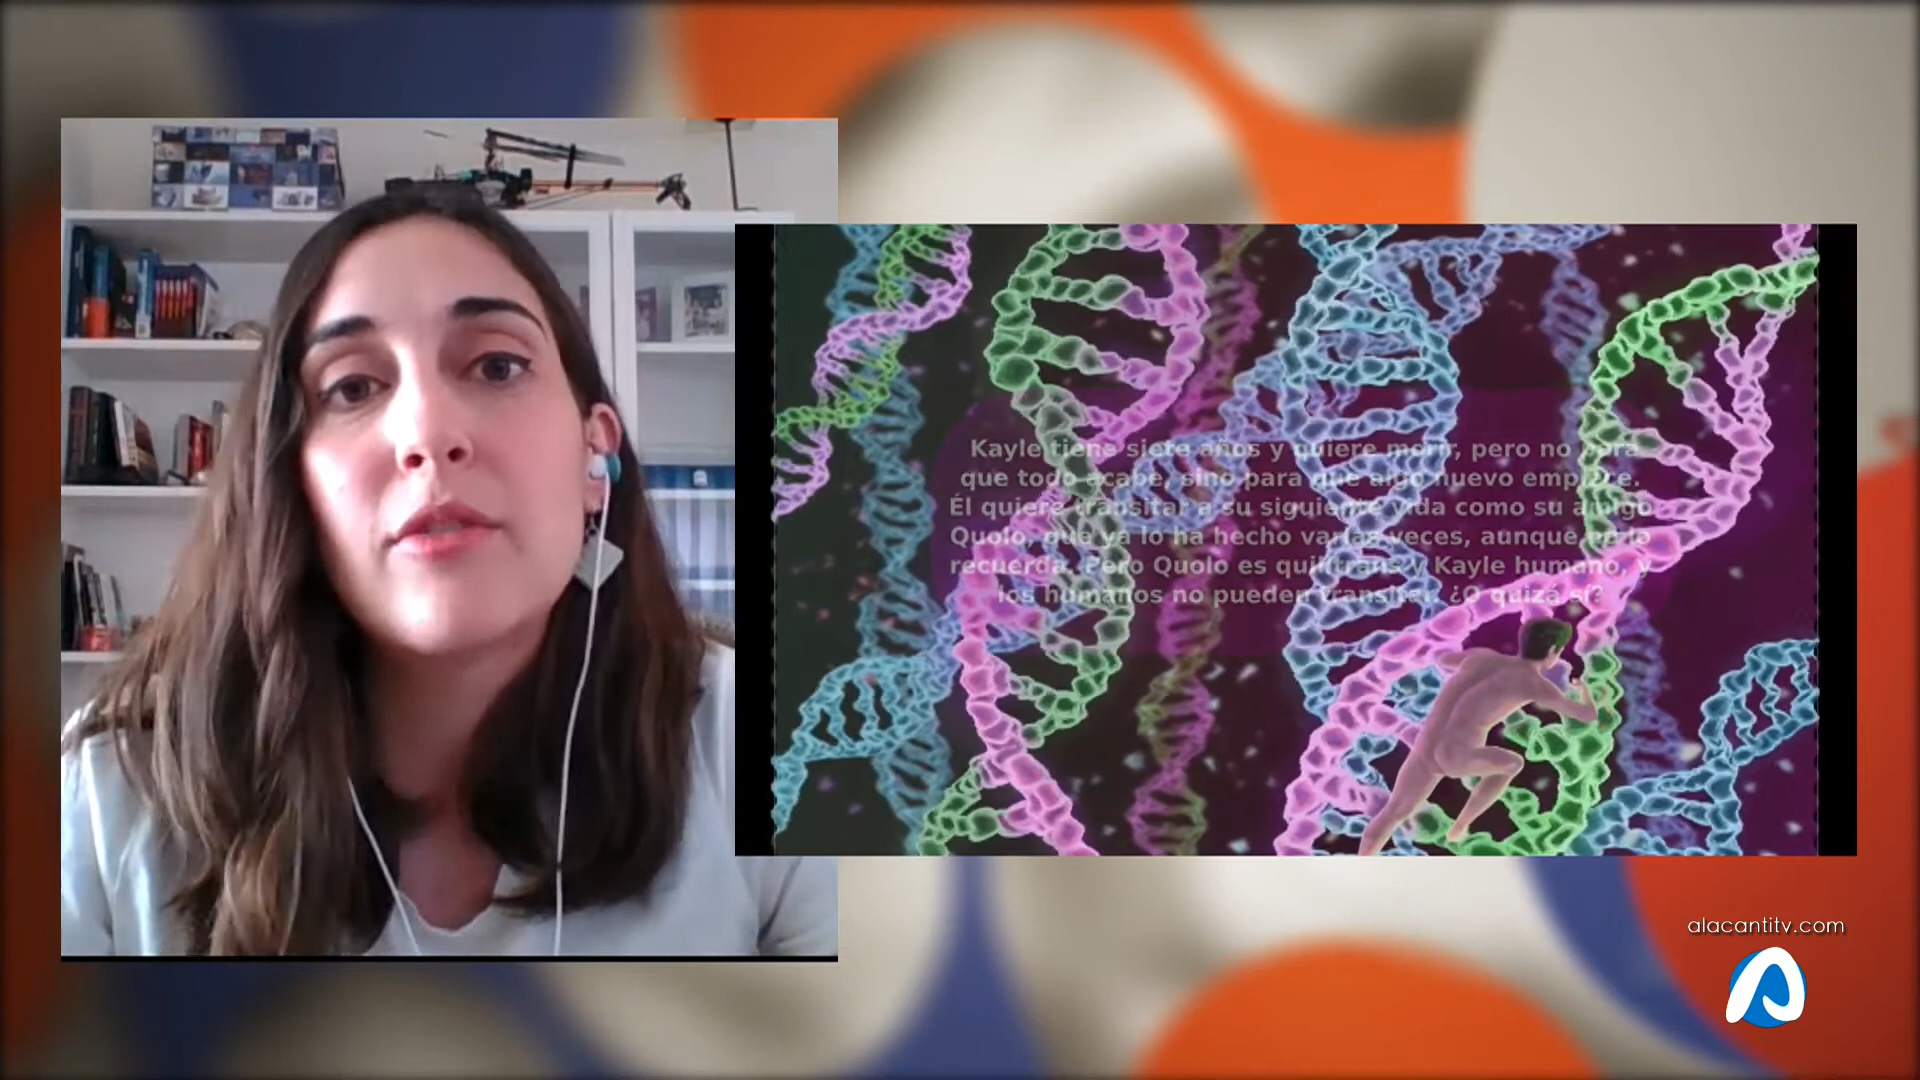 Kayle tiene siete años y quiere morir, pero no para
que todo acabe, sino para que algo nuevo empiece.
Él quiere transitar a su siguiente vida como su amigo
Quolo, que ya lo ha hecho varias veces, aunque no lo
recuerda. Pero Quolo es quilitrans y Kayle humano, y
los humanos no pueden transitar. ¿O quizá sí?
alacantitv.com